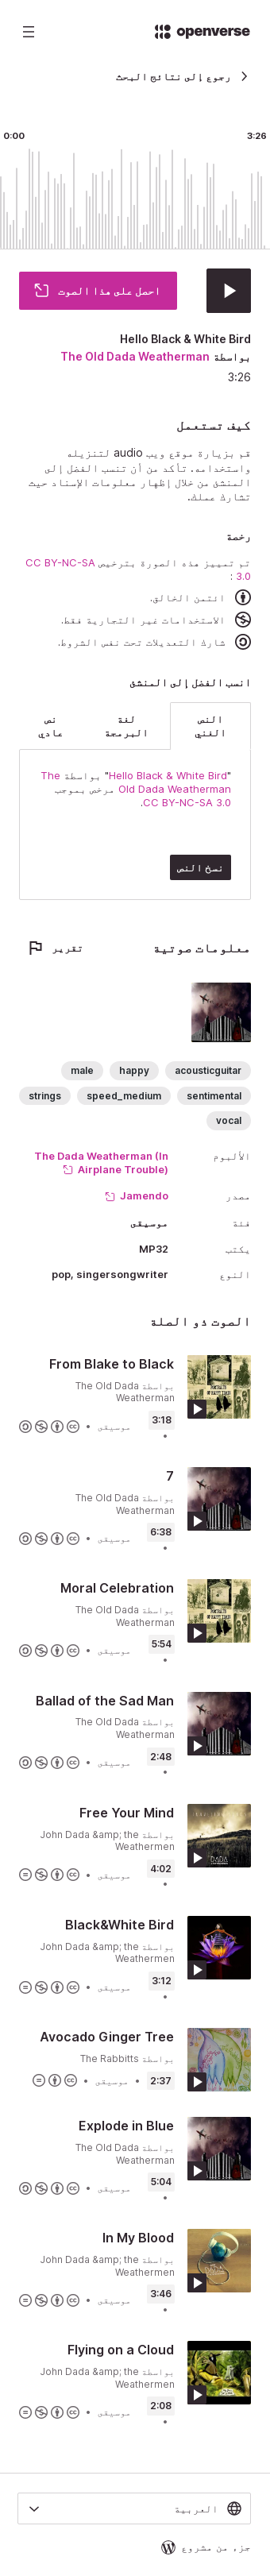 openverse
رجوع إلى نتائج البحث
0:00
3:26
احصل على هذا الصوت
Hello Black & White Bird
بواسطة The Old Dada Weatherman
3:26
كيف تستعمل
قم بزيارة موقع ويب audio لتنزيله
واستخدامه. تأكد من أن تنسب الفضل إلى
المنشئ من خلال إظهار معلومات الإسناد حيث
تشارك عملك.
رخصة
تم تمييز هذه الصورة بترخيص CC BY-NC-SA
3.0 :
ائتمن الخالق.
الاستخدامات غير التجارية فقط.
شارك التعديلات تحت نفس الشروط.
انسب الفضل إلى المنشئ
النص الغني
لغة البرمجة
نص عادي
"Hello Black & White Bird" بواسطة The
Old Dada Weatherman مرخص بموجب
CC BY-NC-SA 3.0.
نسخ النص
معلومات صوتية
تقرير
acousticguitar
happy
male
sentimental
speed_medium
strings
vocal
الألبوم
The Dada Weatherman (In
Airplane Trouble)
مصدر
Jamendo
فئة
موسيقى
يكتب
MP32
النوع
pop, singersongwriter
الصوت ذو الصلة
From Blake to Black
بواسطة The Old Dada
Weatherman
3:18 • موسيقى •
7
بواسطة The Old Dada
Weatherman
6:38 • موسيقى •
Moral Celebration
بواسطة The Old Dada
Weatherman
5:54 • موسيقى •
Ballad of the Sad Man
بواسطة The Old Dada
Weatherman
2:48 • موسيقى •
Free Your Mind
بواسطة John Dada &amp; the
Weathermen
4:02 • موسيقى •
Black&White Bird
بواسطة John Dada &amp; the
Weathermen
3:12 • موسيقى •
Avocado Ginger Tree
بواسطة The Rabbitts
2:37 • موسيقى •
Explode in Blue
بواسطة The Old Dada
Weatherman
5:04 • موسيقى •
In My Blood
بواسطة John Dada &amp; the
Weathermen
3:46 • موسيقى •
Flying on a Cloud
بواسطة John Dada &amp; the
Weathermen
2:08 • موسيقى •
العربية
جزء من مشروع